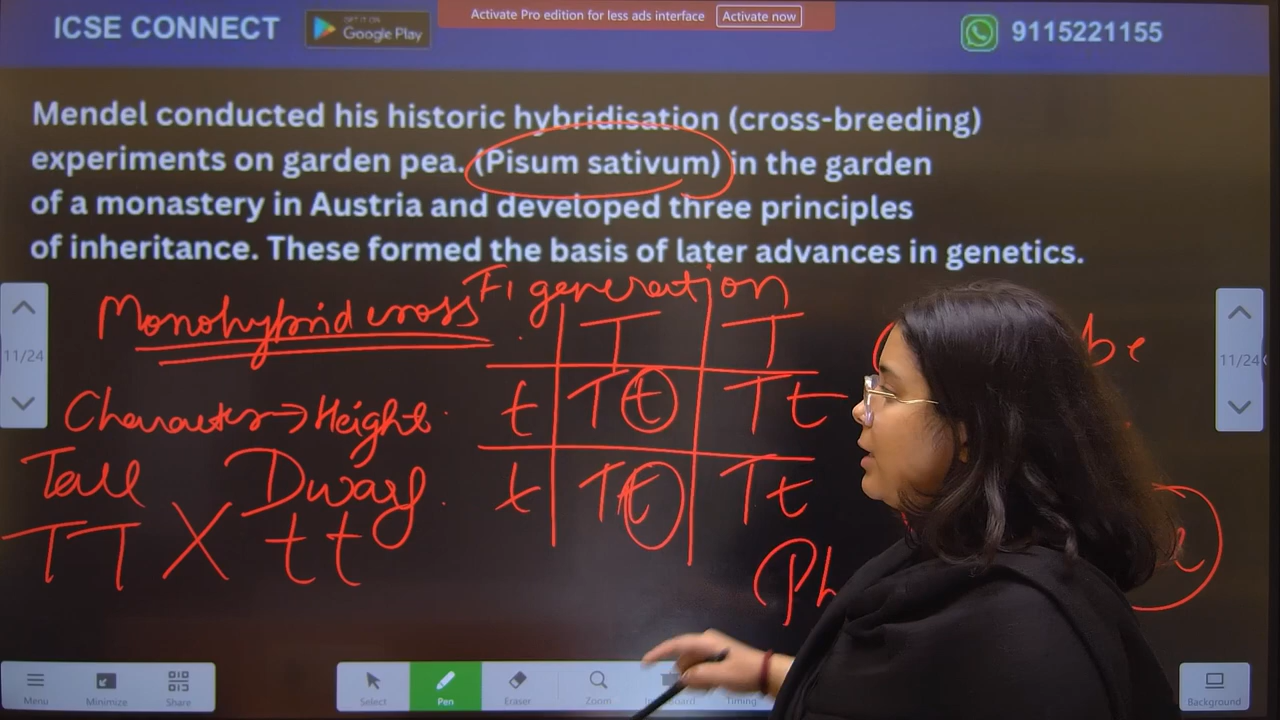 ICSE CONNECT
GET IT ON
Google Play
Activate Pro edition for less ads interface
Activate now
9115221155
Mendel conducted his historic hybridisation (cross-breeding)
experiments on garden pea. (Pisum sativum) in the garden
of a monastery in Austria and developed three principles
of inheritance. These formed the basis of later advances in genetics.
Monohybrid cross
F1 generation
T T
t Tt Tt
t Tt Tt
Character → Height
Tall Dwarf
TT X tt
Ph
be
11/24
11/24
Menu
Minimize
Share
Select
Pen
Eraser
Zoom
Timing
Background